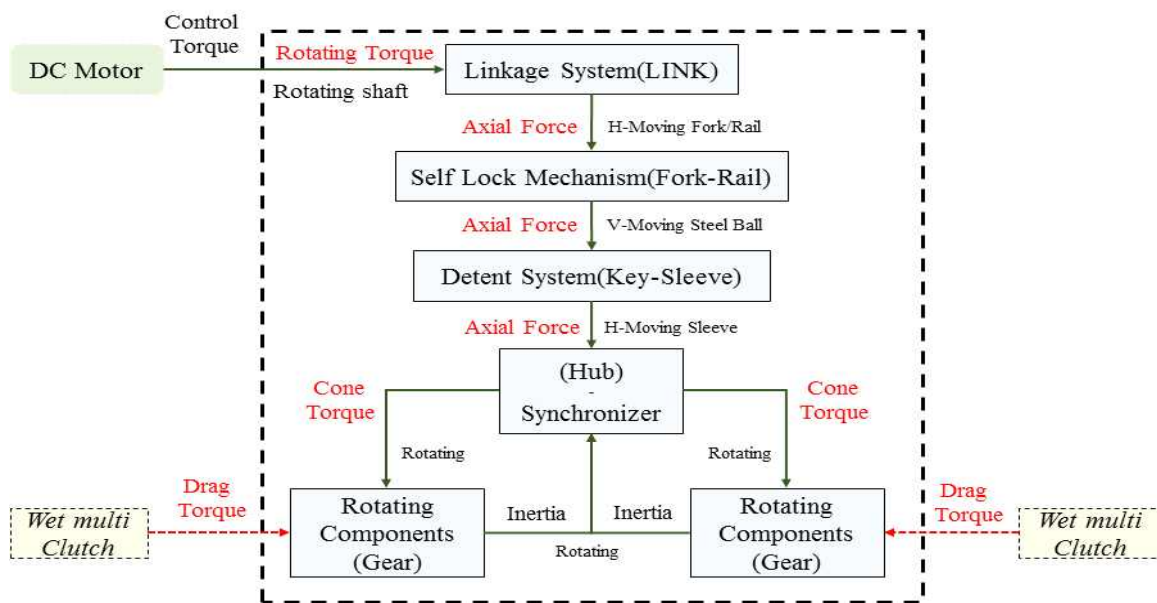 Control
Torque
DC Motor
Rotating Torque
Rotating shaft
Linkage System(LINK)
Axial Force
H-Moving Fork/Rail
Self Lock Mechanism(Fork-Rail)
Axial Force
V-Moving Steel Ball
Detent System(Key-Sleeve)
Axial Force
H-Moving Sleeve
(Hub)
-
Synchronizer
Cone
Torque
Cone
Torque
Rotating
Rotating
Drag
Torque
Wet multi
Clutch
Rotating
Components
(Gear)
Inertia
Inertia
Rotating
Rotating
Components
(Gear)
Drag
Torque
Wet multi
Clutch